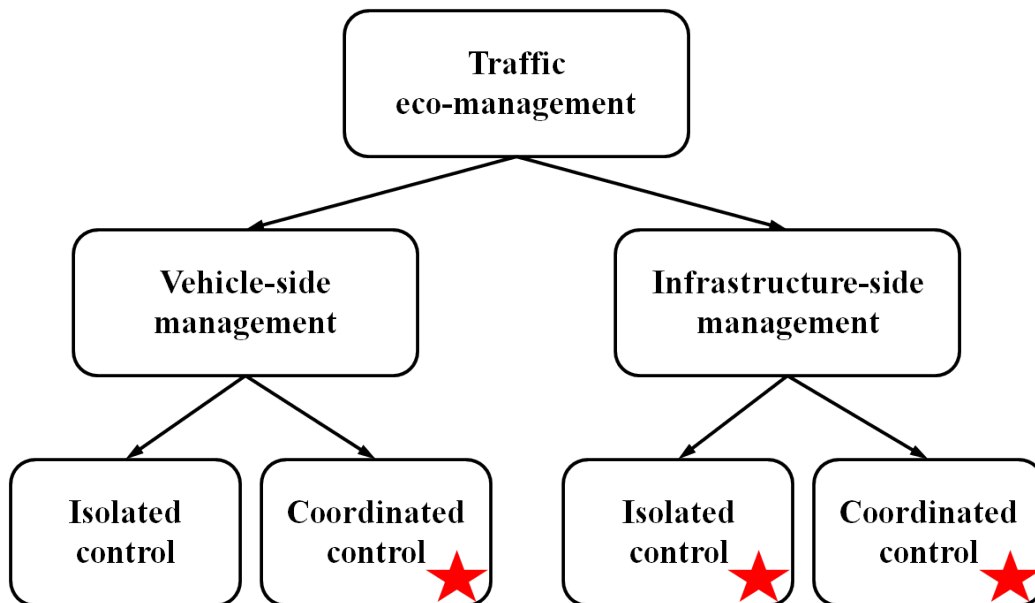 Traffic
eco-management
Vehicle-side
management
Infrastructure-side
management
Isolated
control
Coordinated
control
Isolated
control
Coordinated
control